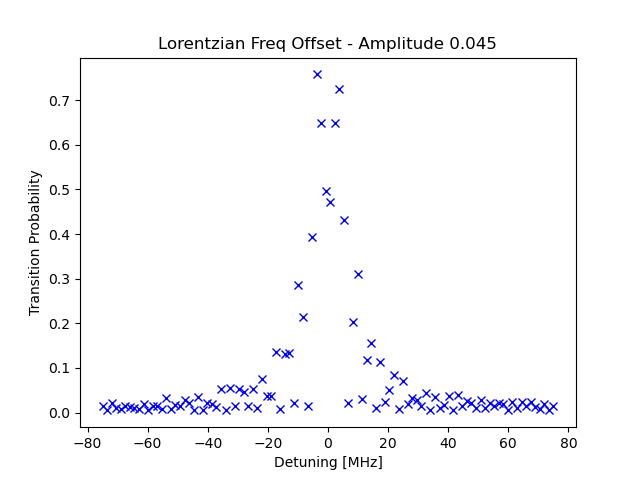 Lorentzian Freq Offset - Amplitude 0.045
Transition Probability
0.7
0.6
0.5
0.4
0.3
0.2
0.1
0.0
−80 −60 −40 −20 0 20 40 60 80
Detuning [MHz]